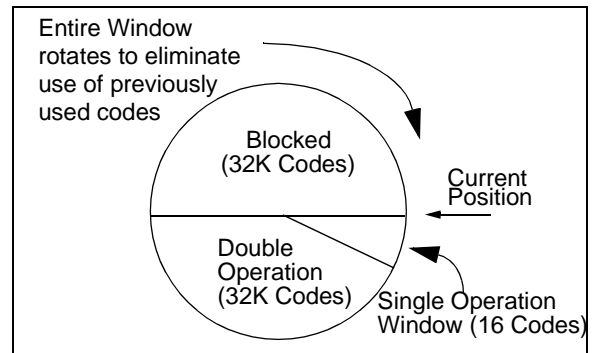 Entire Window
rotates to eliminate
use of previously
used codes
Blocked
(32K Codes)
Current
Position
Double
Operation
(32K Codes)
Single Operation
Window (16 Codes)